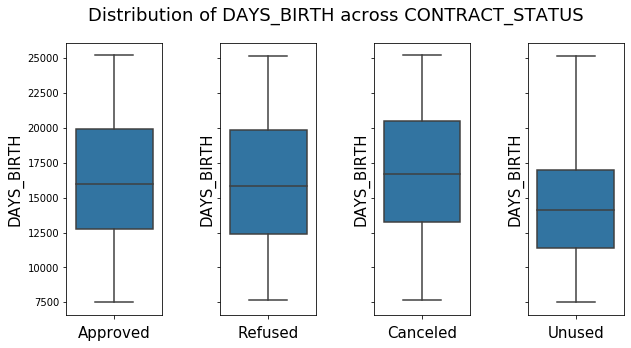 Distribution of DAYS_BIRTH across CONTRACT_STATUS
DAYS_BIRTH
25000
22500
20000
17500
15000
12500
10000
7500
Approved
DAYS_BIRTH
Refused
DAYS_BIRTH
Canceled
DAYS_BIRTH
Unused